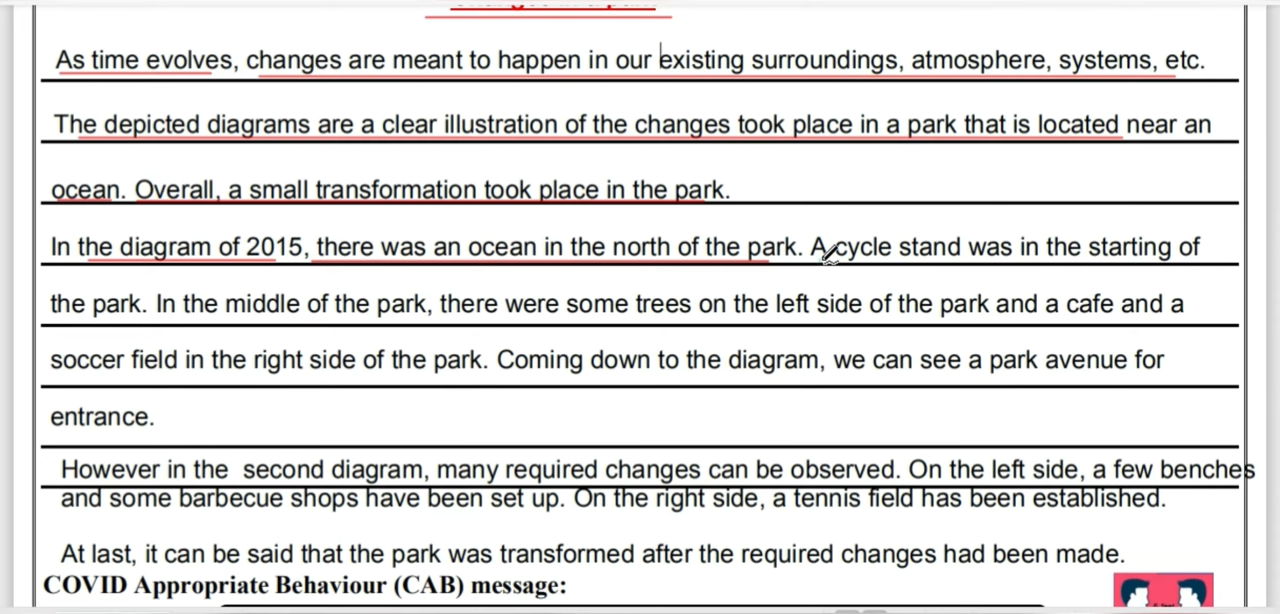 As time evolves, changes are meant to happen in our existing surroundings, atmosphere, systems, etc.
The depicted diagrams are a clear illustration of the changes took place in a park that is located near an
ocean. Overall, a small transformation took place in the park.
In the diagram of 2015, there was an ocean in the north of the park. A cycle stand was in the starting of
the park. In the middle of the park, there were some trees on the left side of the park and a cafe and a
soccer field in the right side of the park. Coming down to the diagram, we can see a park avenue for
entrance.
However in the second diagram, many required changes can be observed. On the left side, a few benches
and some barbecue shops have been set up. On the right side, a tennis field has been established.
At last, it can be said that the park was transformed after the required changes had been made.
COVID Appropriate Behaviour (CAB) message: